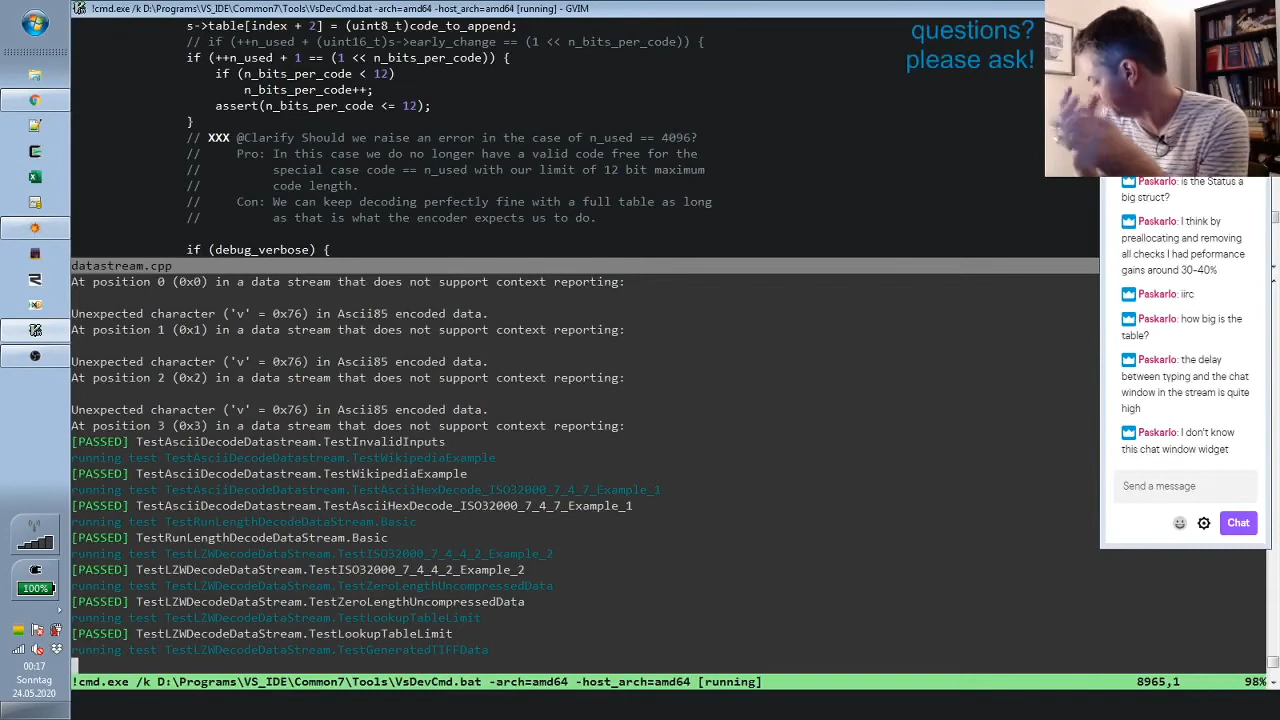 !cmd.exe /k D:\Programs\VS_IDE\Common7\Tools\VsDevCmd.bat -arch=amd64 -host_arch=amd64 [running] - GVIM
s->table[index + 2] = (uint8_t)code_to_append;
// if (++n_used + (uint16_t)s->early_change == (1 << n_bits_per_code)) {
if (++n_used + 1 == (1 << n_bits_per_code)) {
if (n_bits_per_code < 12)
n_bits_per_code++;
assert(n_bits_per_code <= 12);
}
// XXX @Clarify Should we raise an error in the case of n_used == 4096?
// Pro: In this case we do no longer have a valid code free for the
// special case code == n_used with our limit of 12 bit maximum
// code length.
// Con: We can keep decoding perfectly fine with a full table as long
// as that is what the encoder expects us to do.
if (debug_verbose) {
datastream.cpp
At position 0 (0x0) in a data stream that does not support context reporting:
Unexpected character ('v' = 0x76) in Ascii85 encoded data.
At position 1 (0x1) in a data stream that does not support context reporting:
Unexpected character ('v' = 0x76) in Ascii85 encoded data.
At position 2 (0x2) in a data stream that does not support context reporting:
Unexpected character ('v' = 0x76) in Ascii85 encoded data.
At position 3 (0x3) in a data stream that does not support context reporting:
[PASSED] TestAsciiDecodeDatastream.TestInvalidInputs
running test TestAsciiDecodeDatastream.TestWikipediaExample
[PASSED] TestAsciiDecodeDatastream.TestWikipediaExample
running test TestAsciiDecodeDatastream.TestAsciiHexDecode_ISO32000_7_4_7_Example_1
[PASSED] TestAsciiDecodeDatastream.TestAsciiHexDecode_ISO32000_7_4_7_Example_1
running test TestRunLengthDecodeDataStream.Basic
[PASSED] TestRunLengthDecodeDataStream.Basic
running test TestLZWDecodeDataStream.TestISO32000_7_4_4_2_Example_2
[PASSED] TestLZWDecodeDataStream.TestISO32000_7_4_4_2_Example_2
running test TestLZWDecodeDataStream.TestZeroLengthUncompressedData
[PASSED] TestLZWDecodeDataStream.TestZeroLengthUncompressedData
running test TestLZWDecodeDataStream.TestLookupTableLimit
[PASSED] TestLZWDecodeDataStream.TestLookupTableLimit
running test TestLZWDecodeDataStream.TestGeneratedTIFFData
!cmd.exe /k D:\Programs\VS_IDE\Common7\Tools\VsDevCmd.bat -arch=amd64 -host_arch=amd64 [running] 8965,1 98%
questions?
please ask!
Paskarlo: is the Status a
big struct?
Paskarlo: I think by
preallocating and removing
all checks I had peformance
gains around 30-40%
Paskarlo: iirc
Paskarlo: how big is the
table?
Paskarlo: the delay
between typing and the chat
window in the stream is quite
high
Paskarlo: I don't know
this chat window widget
Send a message
Chat
100%
00:17
Sonntag
24.05.2020